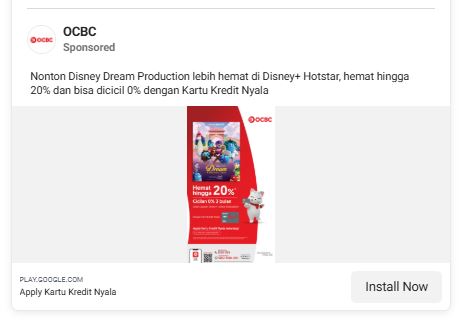 OCBC
Sponsored
Nonton Disney Dream Production lebih hemat di Disney+ Hotstar, hemat hingga
20% dan bisa dicicil 0% dengan Kartu Kredit Nyala
OCBC
OCBC
Dream
Hemat
hingga 20%*
Cicilan 0% 3 bulan
PLAY.GOOGLE.COM
Apply Kartu Kredit Nyala
Install Now